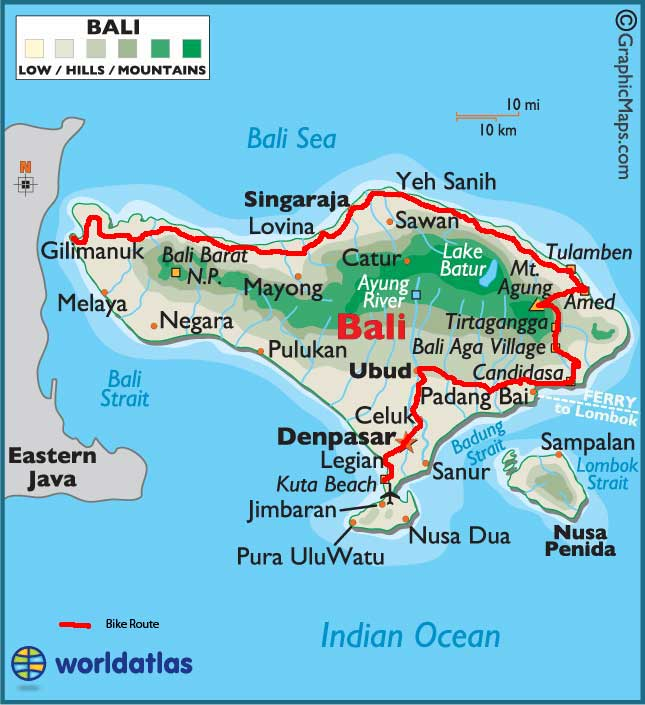 BALI
LOW / HILLS / MOUNTAINS
©GraphicMaps.com
10 mi
10 km
Bali Sea
N
Yeh Sanih
Singaraja
Lovina
Sawan
Gilimanuk
Bali Barat
N.P.
Catur
Lake
Batur
Tulamben
Mt.
Agung
Amed
Melaya
Mayong
Ayung
River
Negara
Bali
Tirtagangga
Pulukan
Bali Aga Village
Ubud
Candidasa
Bali
Strait
Padang Bai
FERRY
to Lombok
Celuk
Denpasar
Badung
Strait
Sampalan
Eastern
Java
Legian
Sanur
Lombok
Strait
Kuta Beach
Jimbaran
Nusa Dua
Nusa
Penida
Pura UluWatu
Bike Route
Indian Ocean
worldatlas